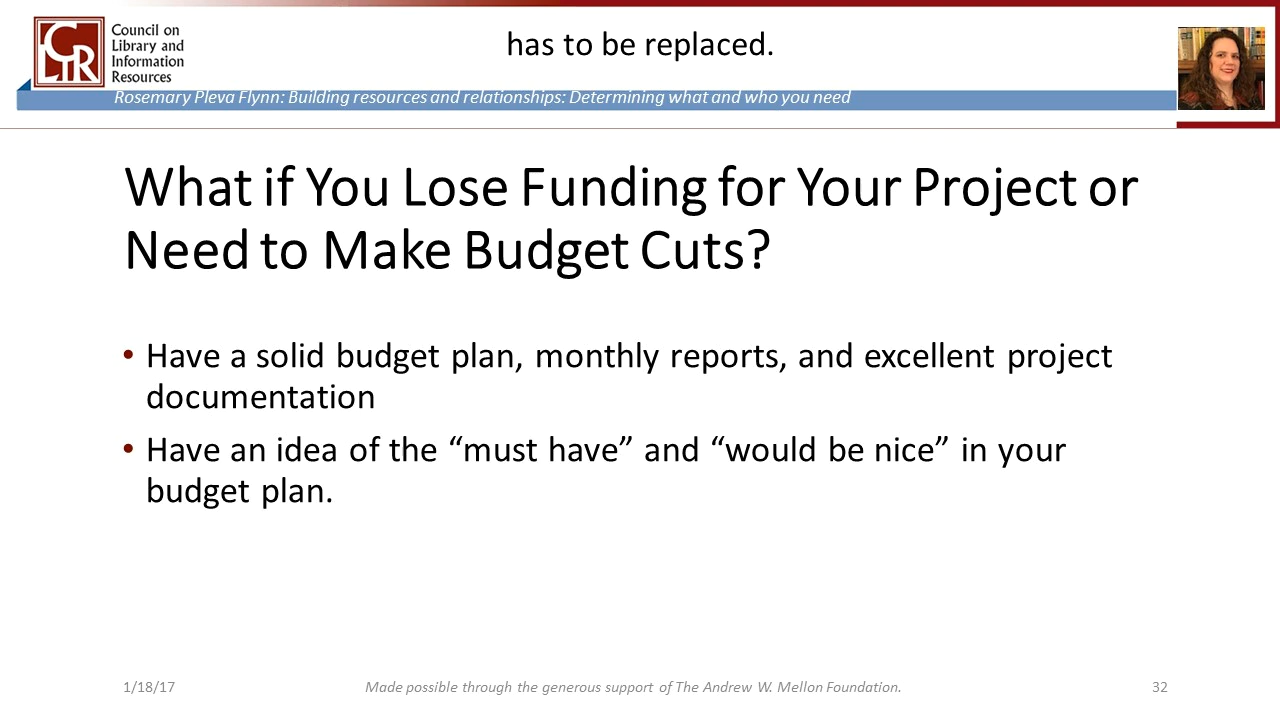 CLIR
Council on
Library and
Information
Resources
has to be replaced.
Rosemary Pleva Flynn: Building resources and relationships: Determining what and who you need
What if You Lose Funding for Your Project or
Need to Make Budget Cuts?
• Have a solid budget plan, monthly reports, and excellent project
documentation
• Have an idea of the “must have” and “would be nice” in your
budget plan.
1/18/17
Made possible through the generous support of The Andrew W. Mellon Foundation.
32